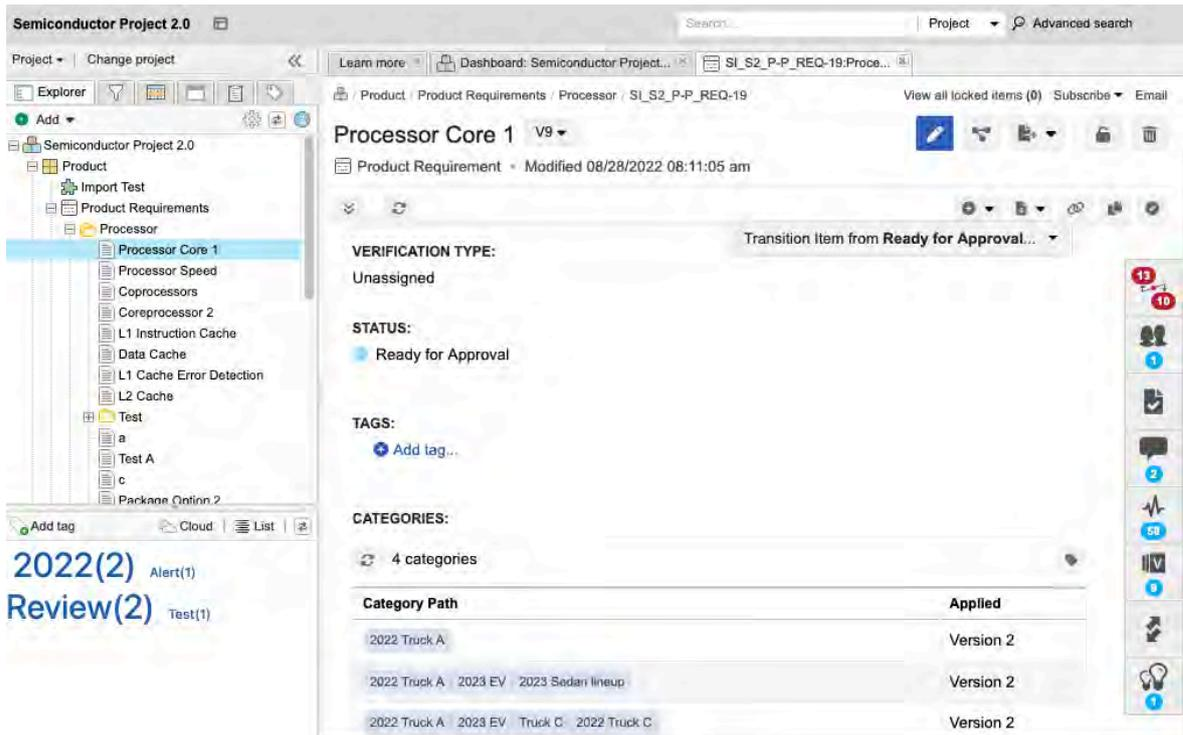 Semiconductor Project 2.0
Search...
Project
Advanced search
Project
Change project
Learn more
Dashboard: Semiconductor Project...
SI_S2_P-P_REQ-19:Proce...
Explorer
Add
Semiconductor Project 2.0
Product
Import Test
Product Requirements
Processor
Processor Core 1
Processor Speed
Coprocessors
Coreprocessor 2
L1 Instruction Cache
Data Cache
L1 Cache Error Detection
L2 Cache
Test
a
Test A
c
Package Option 2
Add tag
Cloud
List
2022(2) Alert(1)
Review(2) Test(1)
/ Product / Product Requirements / Processor / SI_S2_P-P_REQ-19
View all locked items (0) Subscribe Email
Processor Core 1 V9
Product Requirement • Modified 08/28/2022 08:11:05 am
Transition Item from Ready for Approval...
VERIFICATION TYPE:
Unassigned
STATUS:
Ready for Approval
TAGS:
Add tag...
CATEGORIES:
4 categories
Category Path Applied
2022 Truck A Version 2
2022 Truck A 2023 EV 2023 Sedan lineup Version 2
2022 Truck A 2023 EV Truck C 2022 Truck C Version 2
13
10
1
2
50
V
9
1